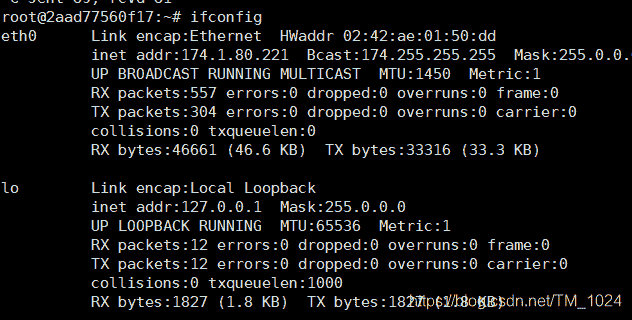 root@2aad77560f17:~# ifconfig
eth0 Link encap:Ethernet HWaddr 02:42:ae:01:50:dd
inet addr:174.1.80.221 Bcast:174.255.255.255 Mask:255.0.0.
UP BROADCAST RUNNING MULTICAST MTU:1450 Metric:1
RX packets:557 errors:0 dropped:0 overruns:0 frame:0
TX packets:304 errors:0 dropped:0 overruns:0 carrier:0
collisions:0 txqueuelen:0
RX bytes:46661 (46.6 KB) TX bytes:33316 (33.3 KB)
lo Link encap:Local Loopback
inet addr:127.0.0.1 Mask:255.0.0.0
UP LOOPBACK RUNNING MTU:65536 Metric:1
RX packets:12 errors:0 dropped:0 overruns:0 frame:0
TX packets:12 errors:0 dropped:0 overruns:0 carrier:0
collisions:0 txqueuelen:1000
RX bytes:1827 (1.8 KB) TX bytes:1827 (1.8 KB)
https://blog.csdn.net/TM_1024